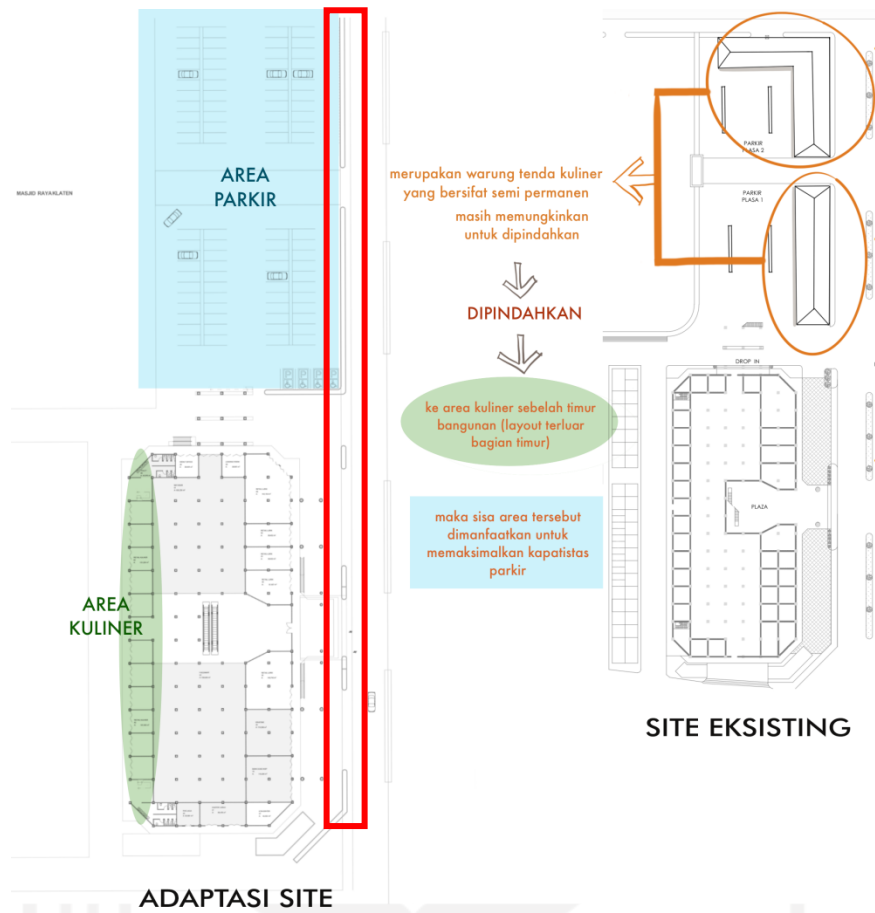 AREA
PARKIR
MASJID RAYA KLATEN
AREA
KULINER
ADAPTASI SITE
merupakan warung tenda kuliner
yang bersifat semi permanen
masih memungkinkan
untuk dipindahkan
DIPINDAHKAN
ke area kuliner sebelah timur
bangunan (layout terluar
bagian timur)
maka sisa area tersebut
dimanfaatkan untuk
memaksimalkan kapatistas
parkir
PARKIR
PLASA 2
PARKIR
PLASA 1
DROP IN
PLAZA
SITE EKSISTING